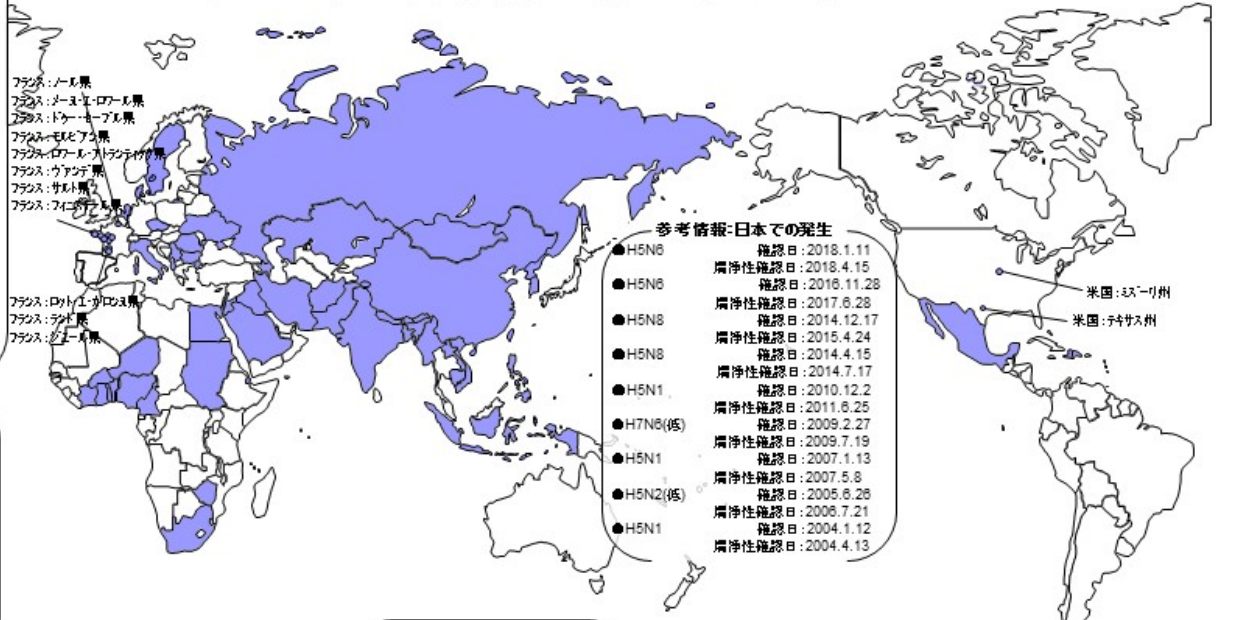 フランス：ノール県
フランス：メーヌ・エ・ロワール県
フランス：ドゥー・セーブル県
フランス：モルビアン県
フランス：ロワール・アトランティック県
フランス：ヴァンデ県
フランス：サルト県
フランス：フィニステール県
フランス：ロット・エ・ガロンヌ県
フランス：ランド県
フランス：ジェール県
参考情報:日本での発生
●H5N6 確認日:2018.1.11
清浄性確認日:2018.4.15
●H5N6 確認日:2016.11.28
清浄性確認日:2017.6.28
●H5N8 確認日:2014.12.17
清浄性確認日:2015.4.24
●H5N8 確認日:2014.4.15
清浄性確認日:2014.7.17
●H5N1 確認日:2010.12.2
清浄性確認日:2011.6.25
●H7N6(低) 確認日:2009.2.27
清浄性確認日:2009.7.19
●H5N1 確認日:2007.1.13
清浄性確認日:2007.5.8
●H5N2(低) 確認日:2005.6.26
清浄性確認日:2006.7.21
●H5N1 確認日:2004.1.12
清浄性確認日:2004.4.13
米国：ミズーリ州
米国：テキサス州